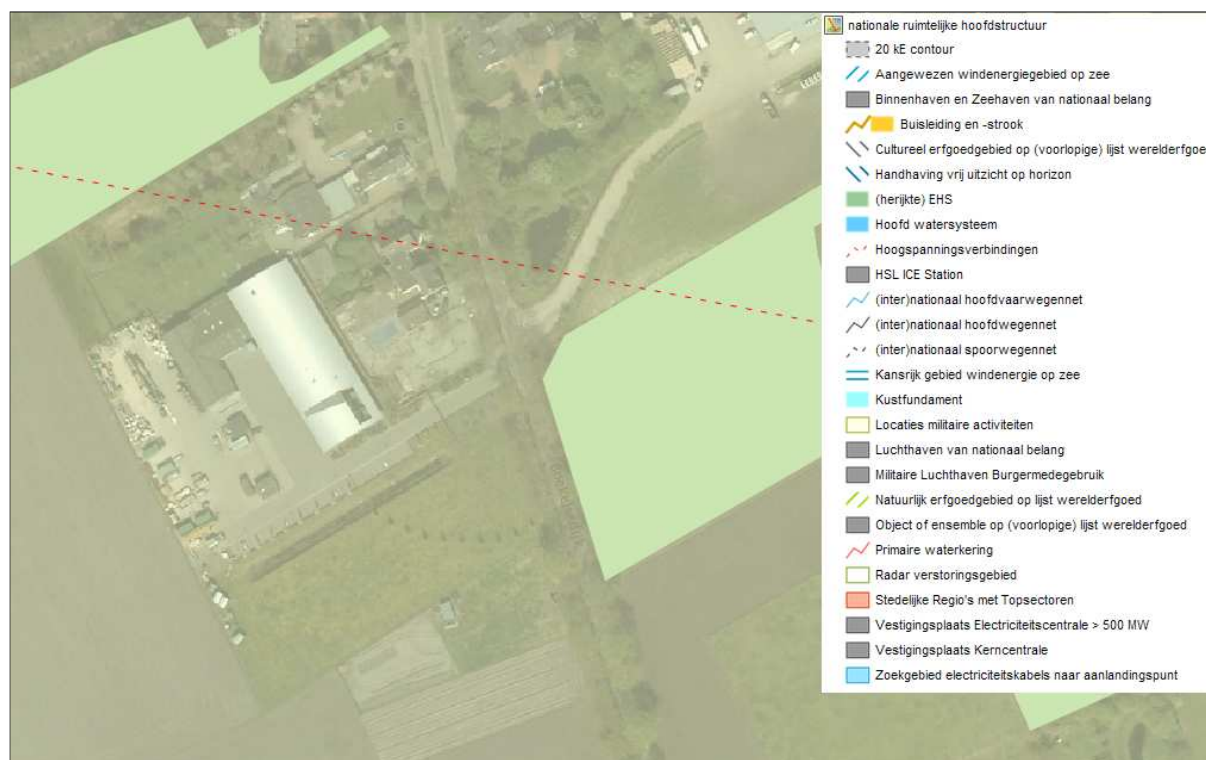 nationale ruimtelijke hoofdstructuur
20 kE contour
Aangewezen windenergiegebied op zee
Binnenhaven en Zeehaven van nationaal belang
Buisleiding en -strook
Cultureel erfgoedgebied op (voorlopige) lijst werelderfgoe
Handhaving vrij uitzicht op horizon
(herijkte) EHS
Hoofd watersysteem
Hoogspanningsverbindingen
HSL ICE Station
(inter)nationaal hoofdvaarwegennet
(inter)nationaal hoofdwegennet
(inter)nationaal spoorwegennet
Kansrijk gebied windenergie op zee
Kustfundament
Locaties militaire activiteiten
Luchthaven van nationaal belang
Militaire Luchthaven Burgermedegebruik
Natuurlijk erfgoedgebied op lijst werelderfgoed
Object of ensemble op (voorlopige) lijst werelderfgoed
Primaire waterkering
Radar verstoringsgebied
Stedelijke Regio's met Topsectoren
Vestigingsplaats Electriciteitscentrale > 500 MW
Vestigingsplaats Kerncentrale
Zoekgebied electriciteitskabels naar aanlandingspunt